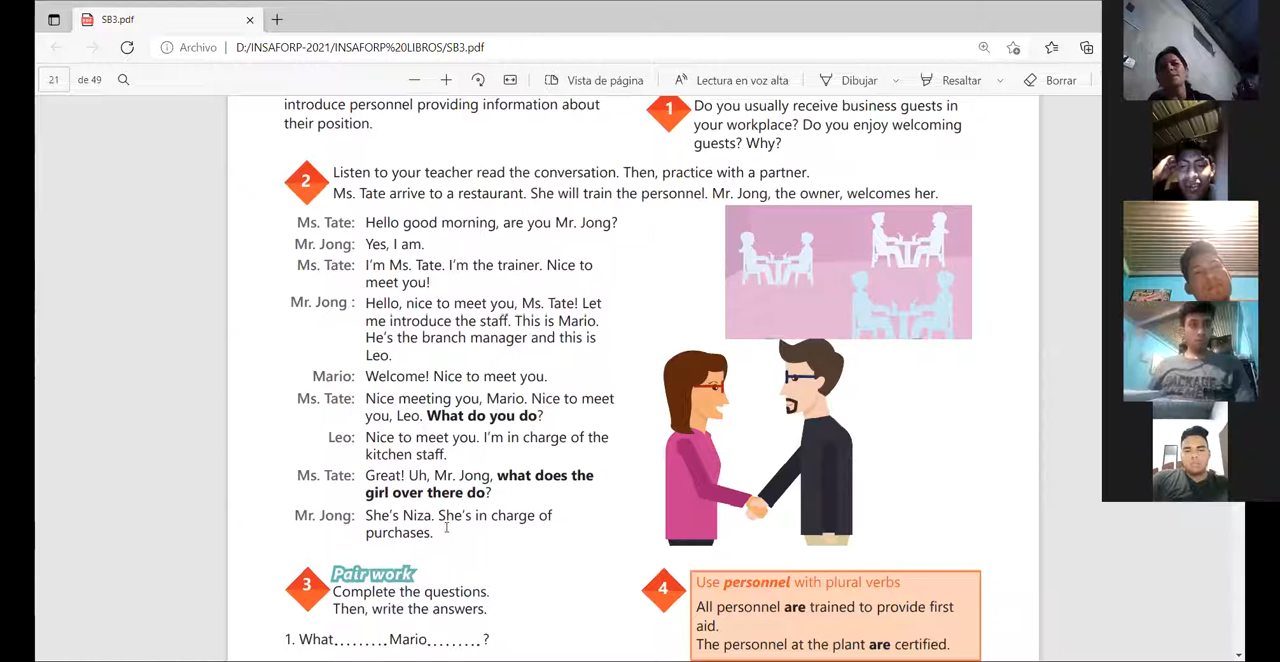 SB3.pdf
Archivo
D:/INSAFORP-2021/INSAFORP%20LIBROS/SB3.pdf
21 de 49
Vista de página
Lectura en voz alta
Dibujar
Resaltar
Borrar
introduce personnel providing information about
their position.
1
Do you usually receive business guests in
your workplace? Do you enjoy welcoming
guests? Why?
2
Listen to your teacher read the conversation. Then, practice with a partner.
Ms. Tate arrive to a restaurant. She will train the personnel. Mr. Jong, the owner, welcomes her.
Ms. Tate: Hello good morning, are you Mr. Jong?
Mr. Jong: Yes, I am.
Ms. Tate: I'm Ms. Tate. I'm the trainer. Nice to
meet you!
Mr. Jong : Hello, nice to meet you, Ms. Tate! Let
me introduce the staff. This is Mario.
He's the branch manager and this is
Leo.
Mario: Welcome! Nice to meet you.
Ms. Tate: Nice meeting you, Mario. Nice to meet
you, Leo. What do you do?
Leo: Nice to meet you. I'm in charge of the
kitchen staff.
Ms. Tate: Great! Uh, Mr. Jong, what does the
girl over there do?
Mr. Jong: She's Niza. She's in charge of
purchases.
3
Pair work
Complete the questions.
Then, write the answers.
1. What........Mario.........?
4
Use personnel with plural verbs
All personnel are trained to provide first
aid.
The personnel at the plant are certified.